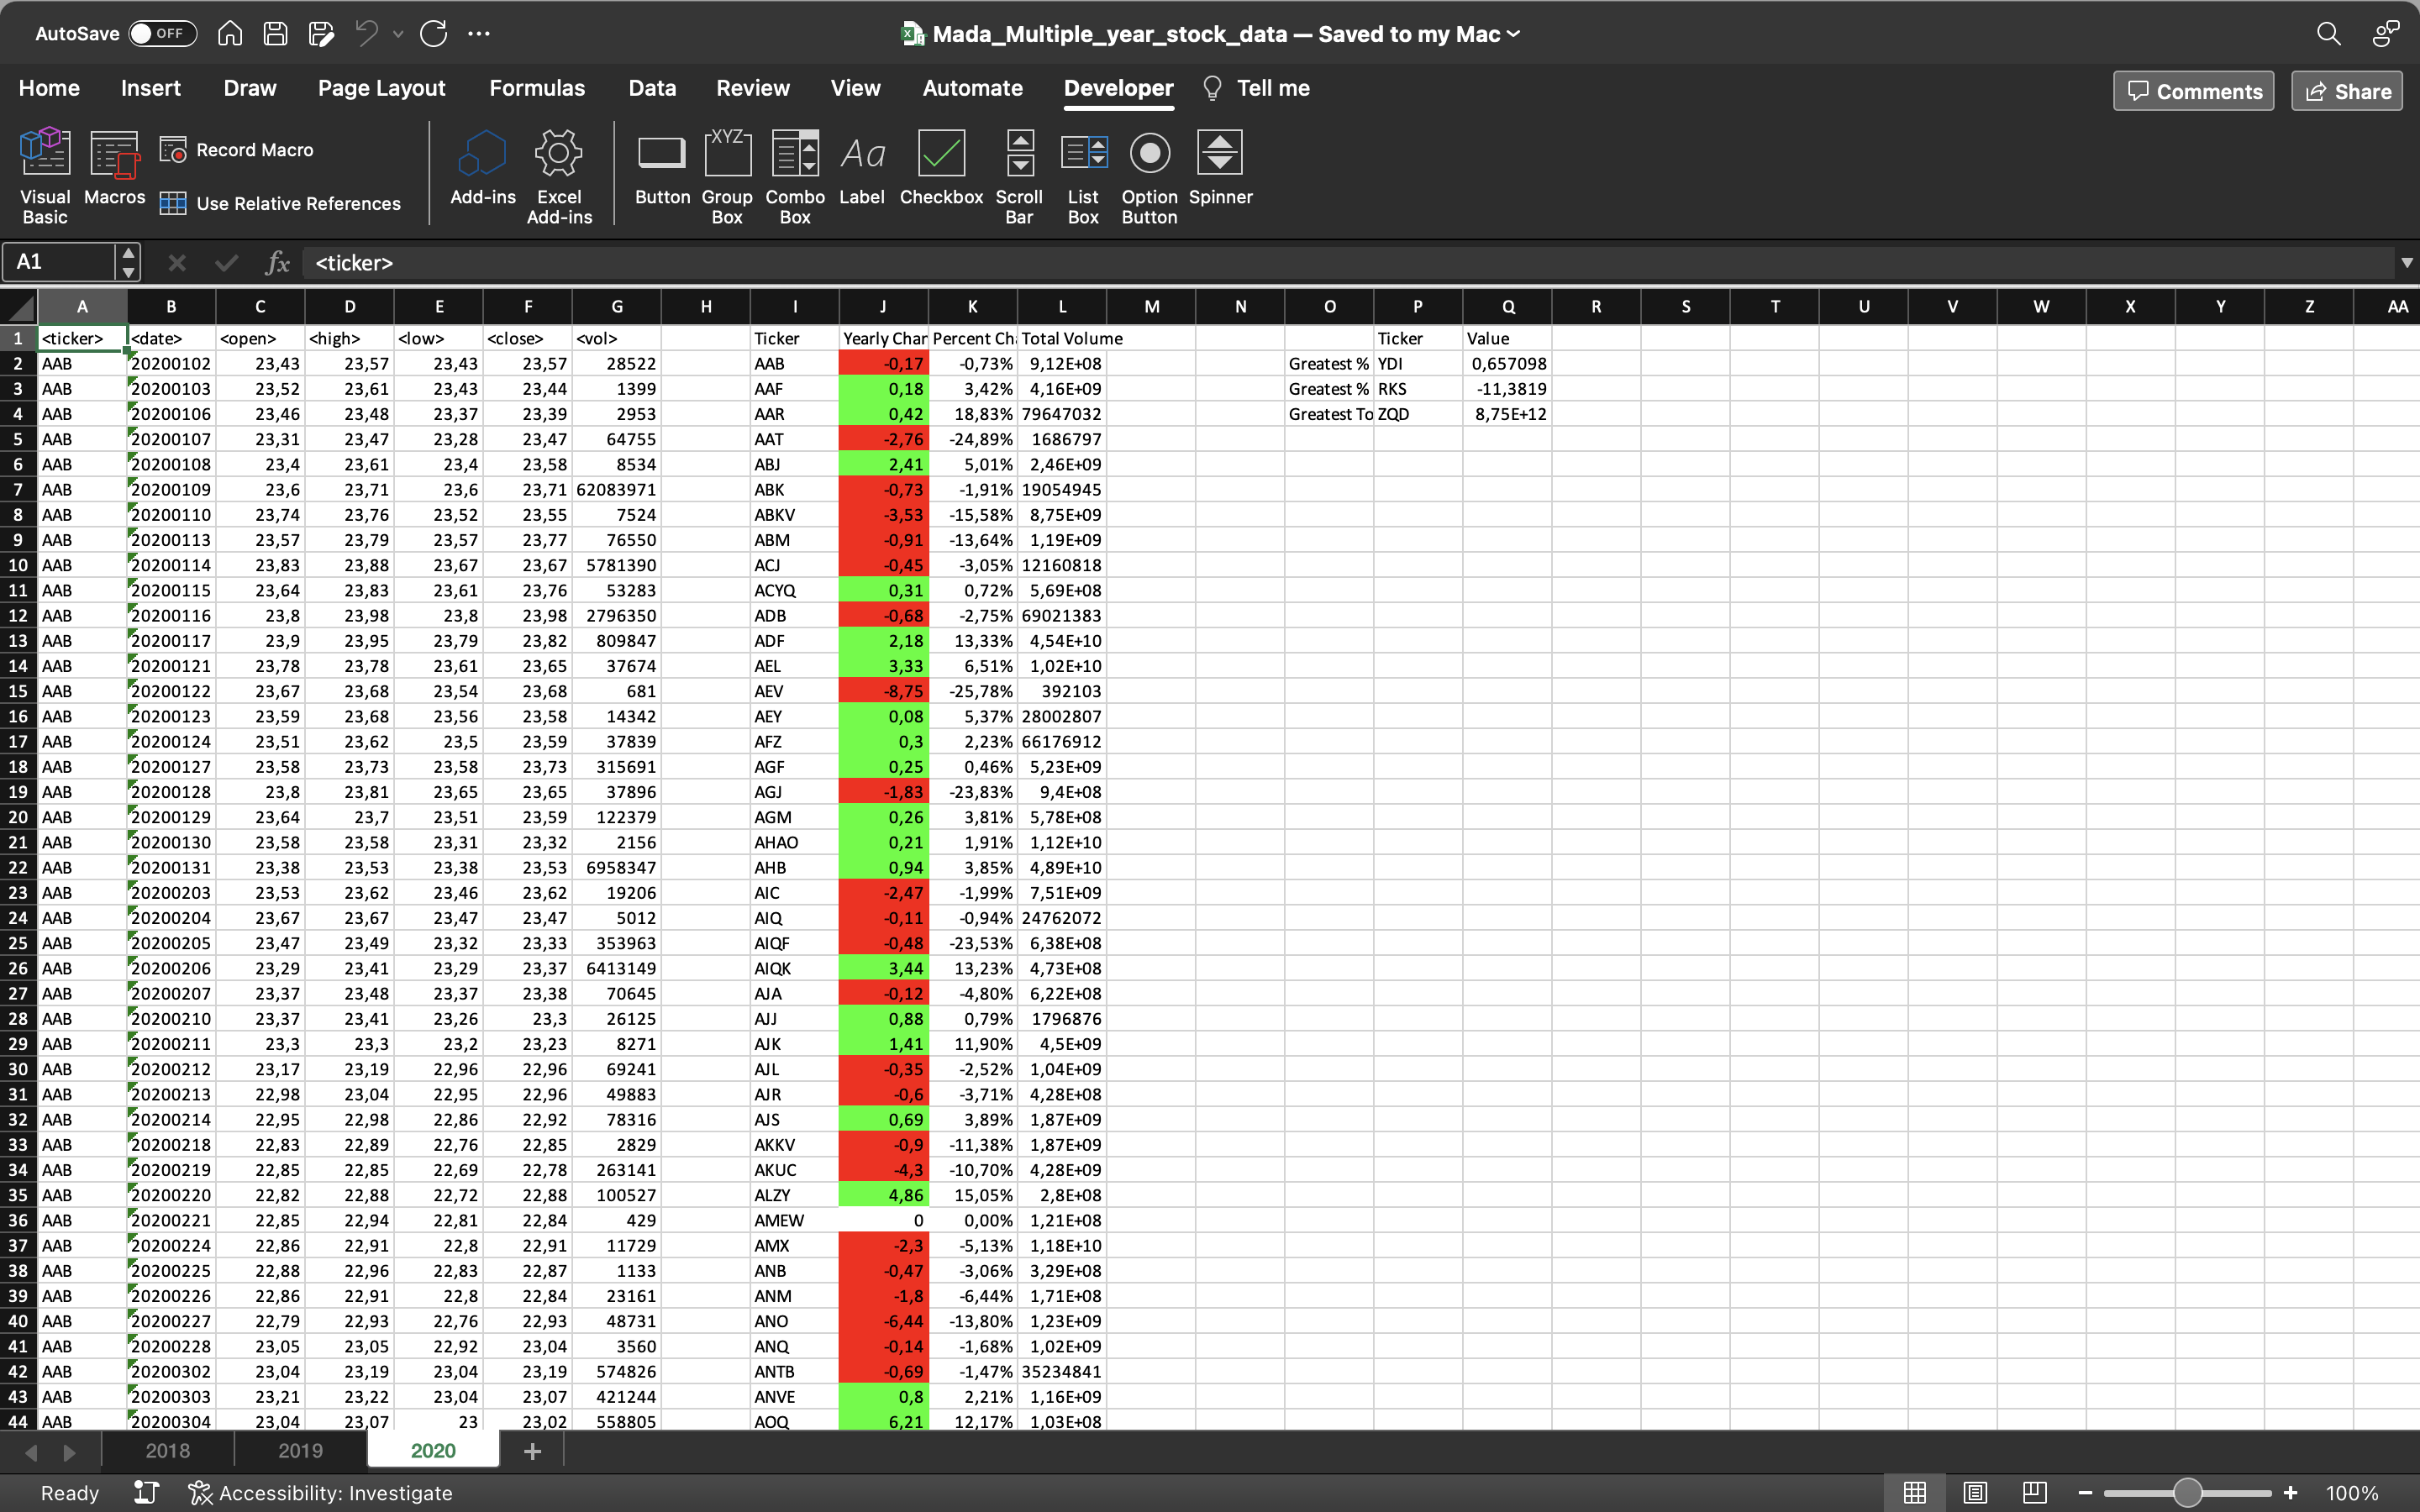 AutoSave OFF Mada_Multiple_year_stock_data — Saved to my Mac
Home Insert Draw Page Layout Formulas Data Review View Automate Developer Tell me Comments Share
Visual Basic Macros Record Macro Use Relative References Add-ins Excel Add-ins Button Group Box Combo Box Label Checkbox Scroll Bar List Box Option Button Spinner
XYZ Aa
A1 fx <ticker>
A B C D E F G H I J K L M N O P Q R S T U V W X Y Z AA
1 <ticker> <date> <open> <high> <low> <close> <vol> Ticker Yearly Char Percent Ch Total Volume Ticker Value
2 AAB 20200102 23,43 23,57 23,43 23,57 28522 AAB -0,17 -0,73% 9,12E+08 Greatest % YDI 0,657098
3 AAB 20200103 23,52 23,61 23,43 23,44 1399 AAF 0,18 3,42% 4,16E+09 Greatest % RKS -11,3819
4 AAB 20200106 23,46 23,48 23,37 23,39 2953 AAR 0,42 18,83% 79647032 Greatest To ZQD 8,75E+12
5 AAB 20200107 23,31 23,47 23,28 23,47 64755 AAT -2,76 -24,89% 1686797
6 AAB 20200108 23,4 23,61 23,4 23,58 8534 ABJ 2,41 5,01% 2,46E+09
7 AAB 20200109 23,6 23,71 23,6 23,71 62083971 ABK -0,73 -1,91% 19054945
8 AAB 20200110 23,74 23,76 23,52 23,55 7524 ABKV -3,53 -15,58% 8,75E+09
9 AAB 20200113 23,57 23,79 23,57 23,77 76550 ABM -0,91 -13,64% 1,19E+09
10 AAB 20200114 23,83 23,88 23,67 23,67 5781390 ACJ -0,45 -3,05% 12160818
11 AAB 20200115 23,64 23,83 23,61 23,76 53283 ACYQ 0,31 0,72% 5,69E+08
12 AAB 20200116 23,8 23,98 23,8 23,98 2796350 ADB -0,68 -2,75% 69021383
13 AAB 20200117 23,9 23,95 23,79 23,82 809847 ADF 2,18 13,33% 4,54E+10
14 AAB 20200121 23,78 23,78 23,61 23,65 37674 AEL 3,33 6,51% 1,02E+10
15 AAB 20200122 23,67 23,68 23,54 23,68 681 AEV -8,75 -25,78% 392103
16 AAB 20200123 23,59 23,68 23,56 23,58 14342 AEY 0,08 5,37% 28002807
17 AAB 20200124 23,51 23,62 23,5 23,59 37839 AFZ 0,3 2,23% 66176912
18 AAB 20200127 23,58 23,73 23,58 23,73 315691 AGF 0,25 0,46% 5,23E+09
19 AAB 20200128 23,8 23,81 23,65 23,65 37896 AGJ -1,83 -23,83% 9,4E+08
20 AAB 20200129 23,64 23,7 23,51 23,59 122379 AGM 0,26 3,81% 5,78E+08
21 AAB 20200130 23,58 23,58 23,31 23,32 2156 AHAO 0,21 1,91% 1,12E+10
22 AAB 20200131 23,38 23,53 23,38 23,53 6958347 AHB 0,94 3,85% 4,89E+10
23 AAB 20200203 23,53 23,62 23,46 23,62 19206 AIC -2,47 -1,99% 7,51E+09
24 AAB 20200204 23,67 23,67 23,47 23,47 5012 AIQ -0,11 -0,94% 24762072
25 AAB 20200205 23,47 23,49 23,32 23,33 353963 AIQF -0,48 -23,53% 6,38E+08
26 AAB 20200206 23,29 23,41 23,29 23,37 6413149 AIQK 3,44 13,23% 4,73E+08
27 AAB 20200207 23,37 23,48 23,37 23,38 70645 AJA -0,12 -4,80% 6,22E+08
28 AAB 20200210 23,37 23,41 23,26 23,3 26125 AJJ 0,88 0,79% 1796876
29 AAB 20200211 23,3 23,3 23,2 23,23 8271 AJK 1,41 11,90% 4,5E+09
30 AAB 20200212 23,17 23,19 22,96 22,96 69241 AJL -0,35 -2,52% 1,04E+09
31 AAB 20200213 22,98 23,04 22,95 22,96 49883 AJR -0,6 -3,71% 4,28E+08
32 AAB 20200214 22,95 22,98 22,86 22,92 78316 AJS 0,69 3,89% 1,87E+09
33 AAB 20200218 22,83 22,89 22,76 22,85 2829 AKKV -0,9 -11,38% 1,87E+09
34 AAB 20200219 22,85 22,85 22,69 22,78 263141 AKUC -4,3 -10,70% 4,28E+09
35 AAB 20200220 22,82 22,88 22,72 22,88 100527 ALZY 4,86 15,05% 2,8E+08
36 AAB 20200221 22,85 22,94 22,81 22,84 429 AMEW 0 0,00% 1,21E+08
37 AAB 20200224 22,86 22,91 22,8 22,91 11729 AMX -2,3 -5,13% 1,18E+10
38 AAB 20200225 22,88 22,96 22,83 22,87 1133 ANB -0,47 -3,06% 3,29E+08
39 AAB 20200226 22,86 22,91 22,8 22,84 23161 ANM -1,8 -6,44% 1,71E+08
40 AAB 20200227 22,79 22,93 22,76 22,93 48731 ANO -6,44 -13,80% 1,23E+09
41 AAB 20200228 23,05 23,05 22,92 23,04 3560 ANQ -0,14 -1,68% 1,02E+09
42 AAB 20200302 23,04 23,19 23,04 23,19 574826 ANTB -0,69 -1,47% 35234841
43 AAB 20200303 23,21 23,22 23,04 23,07 421244 ANVE 0,8 2,21% 1,16E+09
44 AAB 20200304 23,04 23,07 23 23,02 558805 AOQ 6,21 12,17% 1,03E+08
2018 2019 2020
Ready Accessibility: Investigate 100%